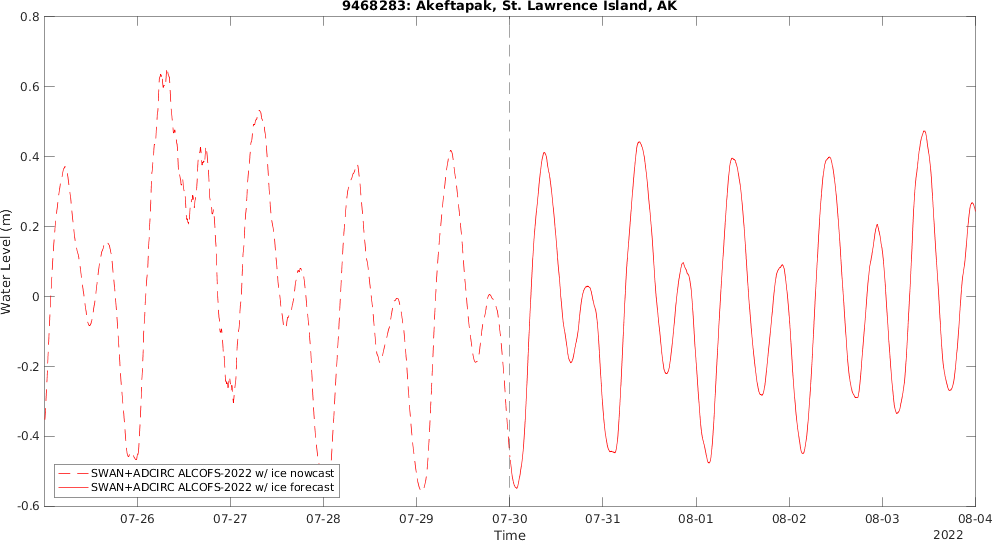 9468283: Akeftapak, St. Lawrence Island, AK
0.8
0.6
0.4
0.2
0
-0.2
-0.4
-0.6
Water Level (m)
SWAN+ADCIRC ALCOFS-2022 w/ ice nowcast
SWAN+ADCIRC ALCOFS-2022 w/ ice forecast
07-26 07-27 07-28 07-29 07-30 07-31 08-01 08-02 08-03 08-04
Time
2022